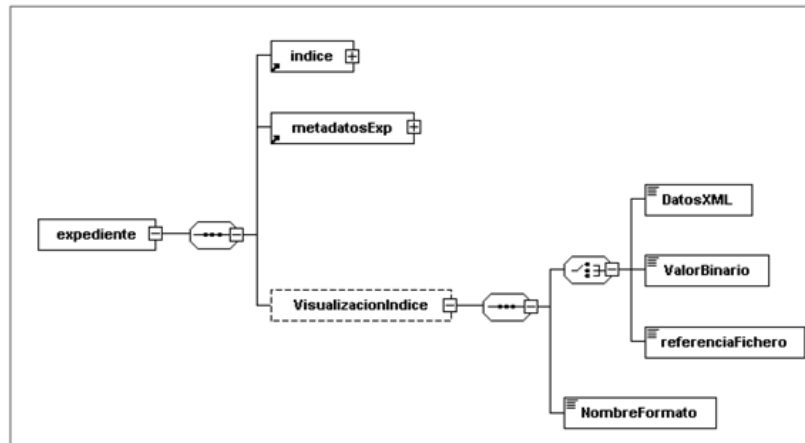 indice
metadatosExp
expediente
VisualizacionIndice
DatosXML
ValorBinario
referenciaFichero
NombreFormato